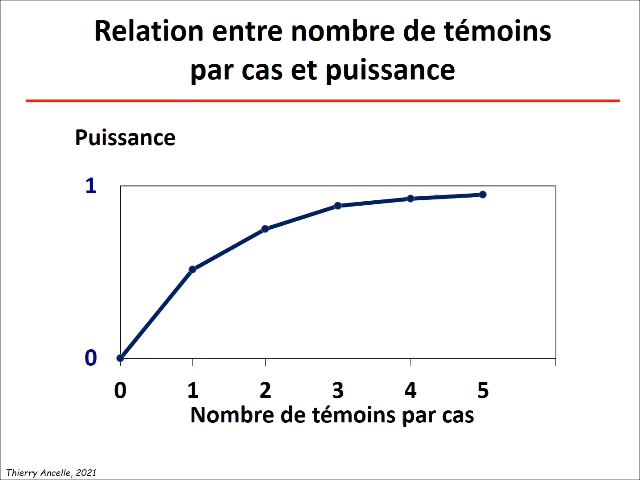 Relation entre nombre de témoins
par cas et puissance
Puissance
1
0
0 1 2 3 4 5
Nombre de témoins par cas
Thierry Ancelle, 2021